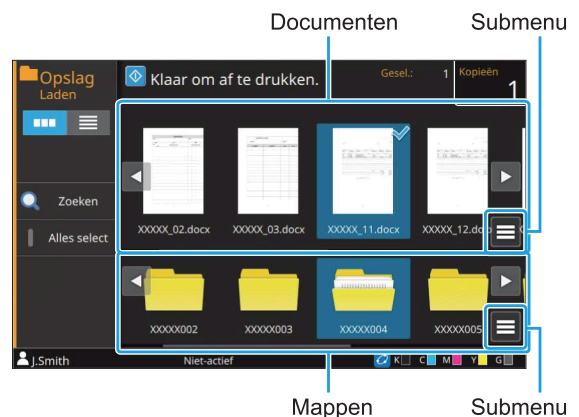 Documenten Submenu
Opslag
Laden
Klaar om af te drukken.
Gesel.: 1
Kopieën
1
Zoeken
Alles select
XXXXX_02.docx XXXXX_03.docx XXXXX_11.docx XXXXX_12.do
XXXXX002 XXXXX003 XXXXX004 XXXXX005
J.Smith Niet-actief K C M Y G
Mappen Submenu